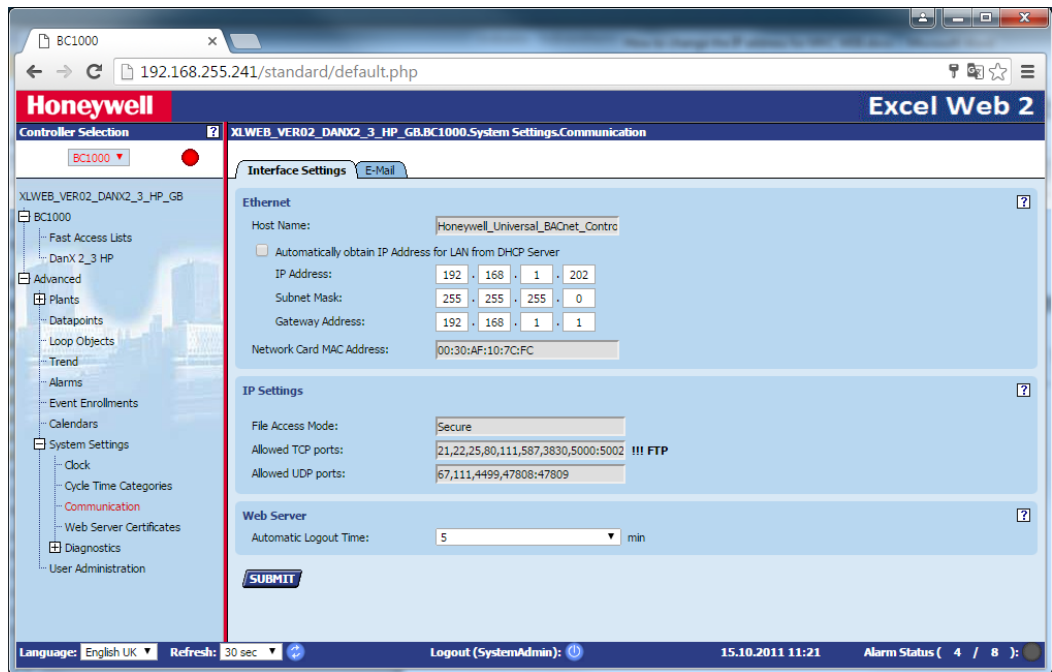 BC1000
192.168.255.241/standard/default.php
Honeywell
Excel Web 2
Controller Selection ?
XLWEB_VER02_DANX2_3_HP_GB.BC1000.System Settings.Communication
BC1000
Interface Settings
E-Mail
XLWEB_VER02_DANX2_3_HP_GB
BC1000
Fast Access Lists
DanX 2_3 HP
Advanced
Plants
Datapoints
Loop Objects
Trend
Alarms
Event Enrollments
Calendars
System Settings
Clock
Cycle Time Categories
Communication
Web Server Certificates
Diagnostics
User Administration
Ethernet ?
Host Name: Honeywell_Universal_BACnet_Contro
Automatically obtain IP Address for LAN from DHCP Server
IP Address: 192 . 168 . 1 . 202
Subnet Mask: 255 . 255 . 255 . 0
Gateway Address: 192 . 168 . 1 . 1
Network Card MAC Address: 00:30:AF:10:7C:FC
IP Settings ?
File Access Mode: Secure
Allowed TCP ports: 21,22,25,80,111,587,3830,5000:5002 !!! FTP
Allowed UDP ports: 67,111,4499,47808:47809
Web Server ?
Automatic Logout Time: 5 min
SUBMIT
Language: English UK Refresh: 30 sec Logout (SystemAdmin): 15.10.2011 11:21 Alarm Status ( 4 / 8 ):